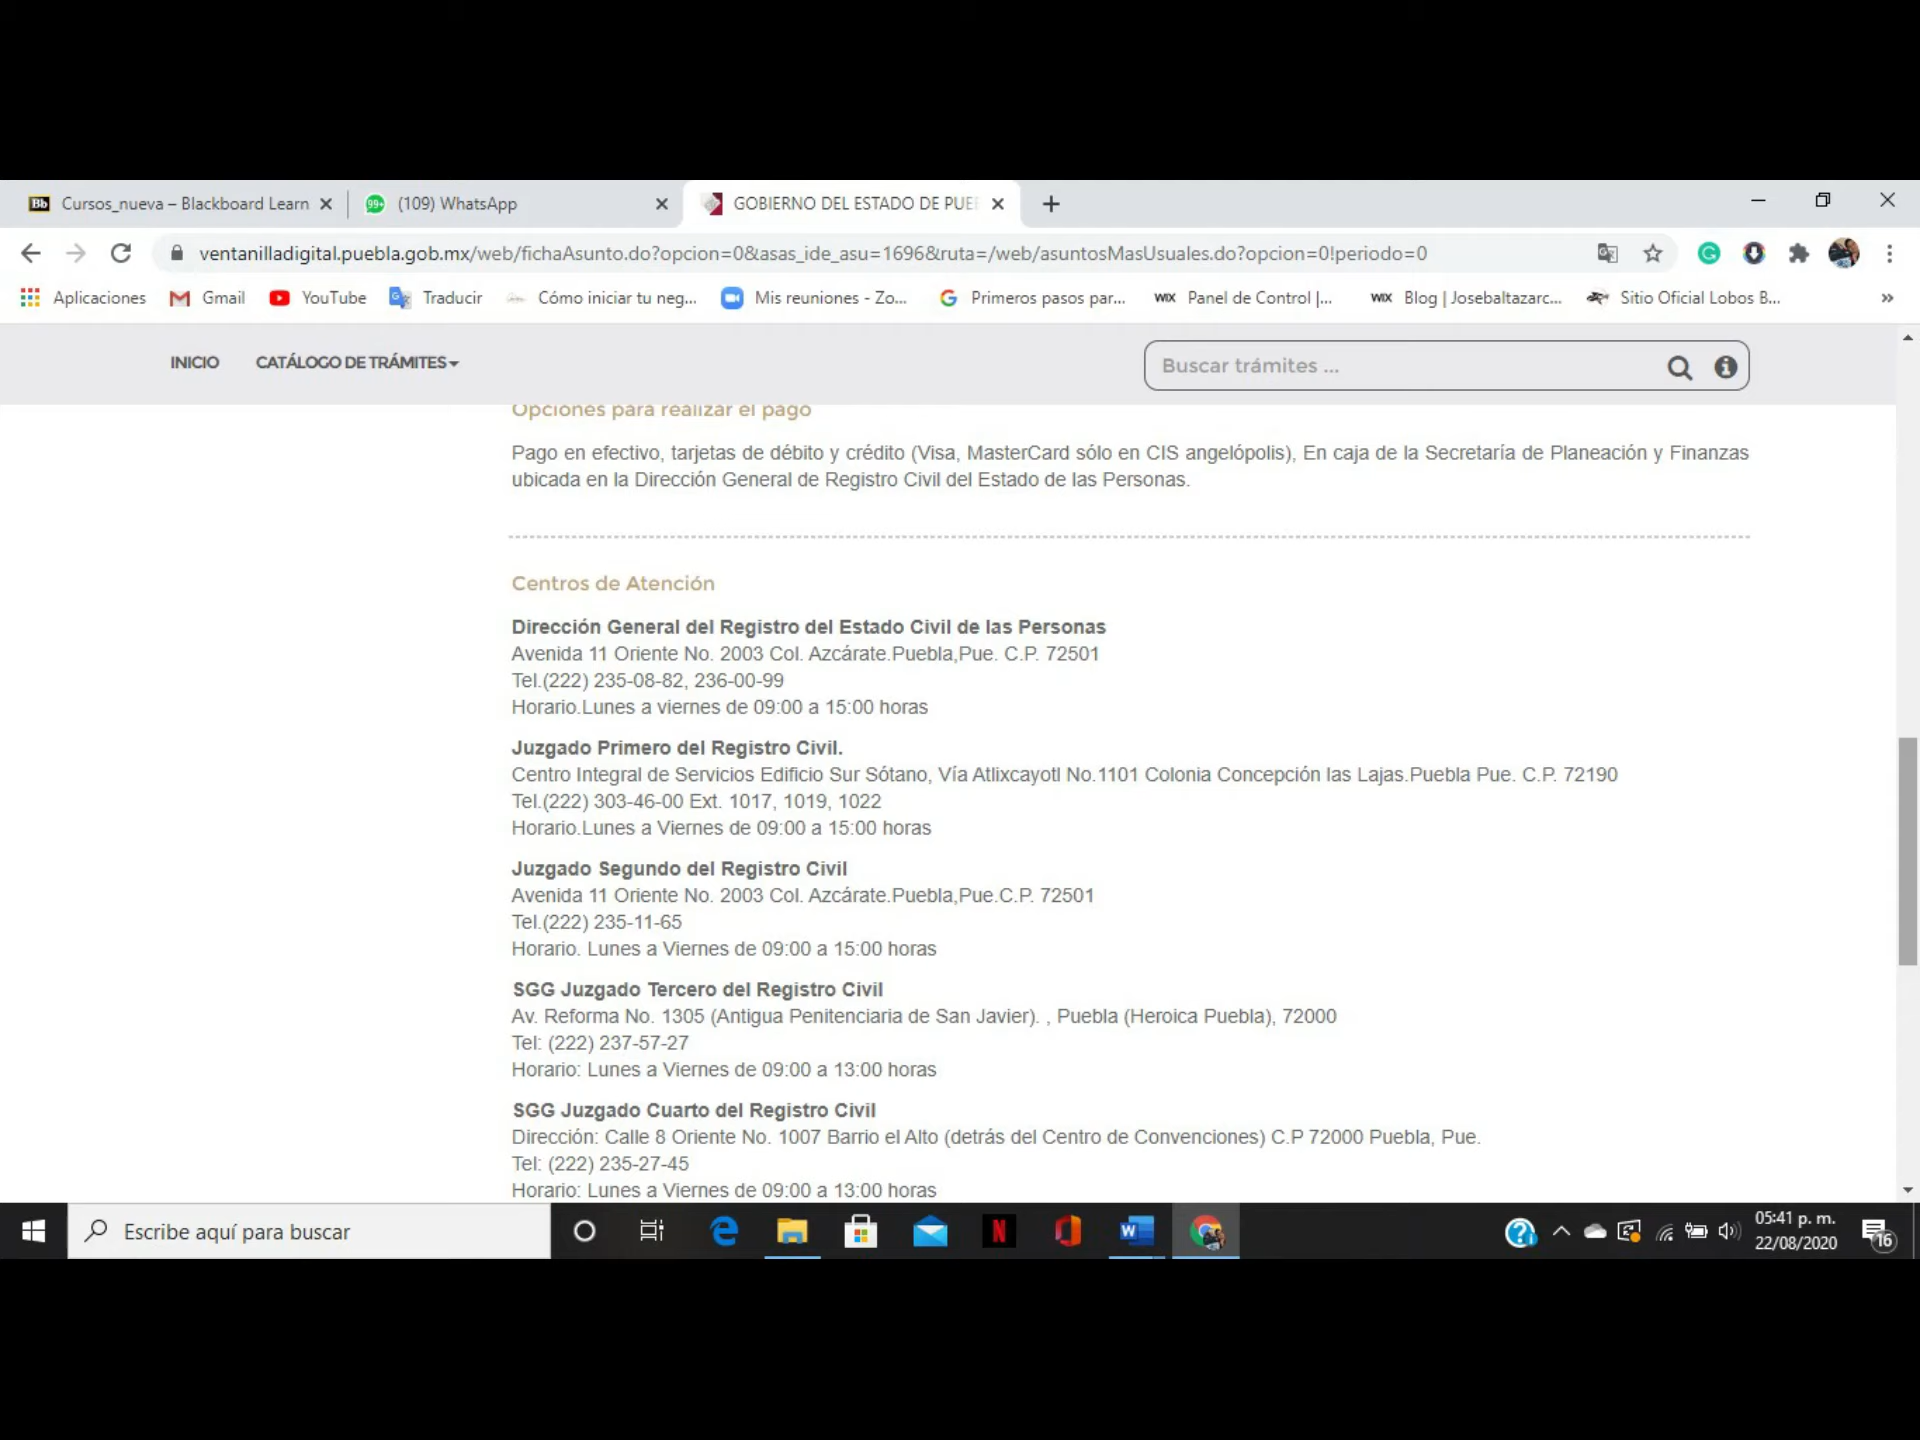 Cursos_nueva – Blackboard Learn
(109) WhatsApp
GOBIERNO DEL ESTADO DE PUE
ventanilladigital.puebla.gob.mx/web/fichaAsunto.do?opcion=0&asas_ide_asu=1696&ruta=/web/asuntosMasUsuales.do?opcion=0!periodo=0
Aplicaciones
Gmail
YouTube
Traducir
Cómo iniciar tu neg...
Mis reuniones - Zo...
Primeros pasos par...
WIX Panel de Control |...
WIX Blog | Josebaltazarc...
Sitio Oficial Lobos B...
INICIO
CATÁLOGO DE TRÁMITES
Buscar trámites ...
Opciones para realizar el pago
Pago en efectivo, tarjetas de débito y crédito (Visa, MasterCard sólo en CIS angelópolis), En caja de la Secretaría de Planeación y Finanzas
ubicada en la Dirección General de Registro Civil del Estado de las Personas.
Centros de Atención
Dirección General del Registro del Estado Civil de las Personas
Avenida 11 Oriente No. 2003 Col. Azcárate.Puebla,Pue. C.P. 72501
Tel.(222) 235-08-82, 236-00-99
Horario.Lunes a viernes de 09:00 a 15:00 horas
Juzgado Primero del Registro Civil.
Centro Integral de Servicios Edificio Sur Sótano, Vía Atlixcayotl No.1101 Colonia Concepción las Lajas.Puebla Pue. C.P. 72190
Tel.(222) 303-46-00 Ext. 1017, 1019, 1022
Horario.Lunes a Viernes de 09:00 a 15:00 horas
Juzgado Segundo del Registro Civil
Avenida 11 Oriente No. 2003 Col. Azcárate.Puebla,Pue.C.P. 72501
Tel.(222) 235-11-65
Horario. Lunes a Viernes de 09:00 a 15:00 horas
SGG Juzgado Tercero del Registro Civil
Av. Reforma No. 1305 (Antigua Penitenciaria de San Javier). , Puebla (Heroica Puebla), 72000
Tel: (222) 237-57-27
Horario: Lunes a Viernes de 09:00 a 13:00 horas
SGG Juzgado Cuarto del Registro Civil
Dirección: Calle 8 Oriente No. 1007 Barrio el Alto (detrás del Centro de Convenciones) C.P 72000 Puebla, Pue.
Tel: (222) 235-27-45
Horario: Lunes a Viernes de 09:00 a 13:00 horas
Escribe aquí para buscar
05:41 p. m.
22/08/2020
16